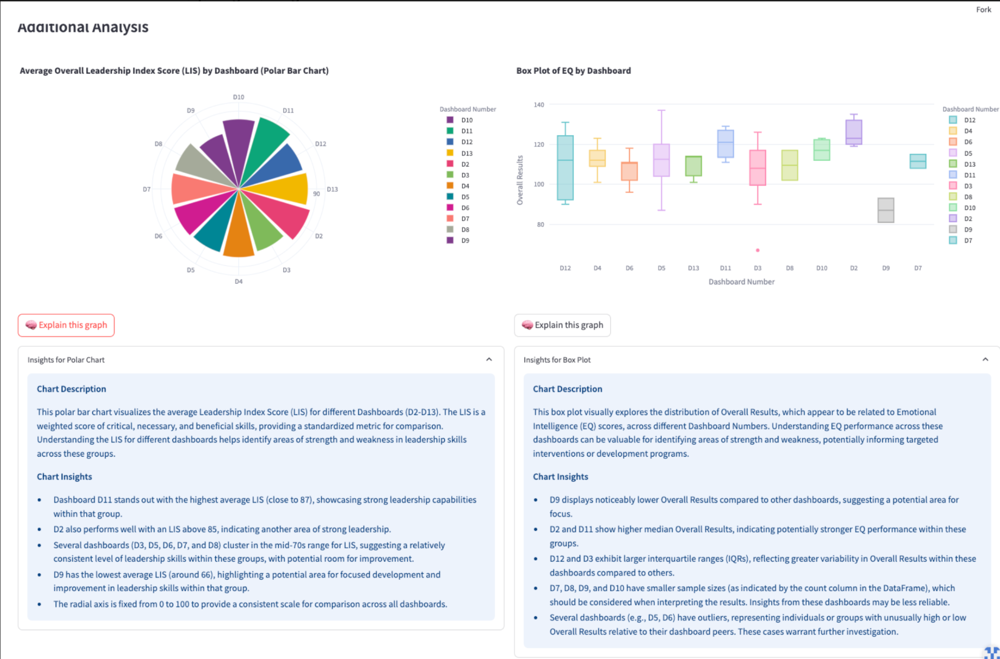 Fork
Additional Analysis
Average Overall Leadership Index Score (LIS) by Dashboard (Polar Bar Chart)
D10
D9
D11
D8
D12
D7
90
D13
D6
D2
D5
D3
D4
Dashboard Number
D10
D11
D12
D13
D2
D3
D4
D5
D6
D7
D8
D9
Box Plot of EQ by Dashboard
Overall Results
140
120
100
80
D12 D4 D6 D5 D13 D11 D3 D8 D10 D2 D9 D7
Dashboard Number
Dashboard Number
D12
D4
D6
D5
D13
D11
D3
D8
D10
D2
D9
D7
Explain this graph
Insights for Polar Chart
Chart Description
This polar bar chart visualizes the average Leadership Index Score (LIS) for different Dashboards (D2-D13). The LIS is a
weighted score of critical, necessary, and beneficial skills, providing a standardized metric for comparison.
Understanding the LIS for different dashboards helps identify areas of strength and weakness in leadership skills
across these groups.
Chart Insights
• Dashboard D11 stands out with the highest average LIS (close to 87), showcasing strong leadership capabilities
within that group.
• D2 also performs well with an LIS above 85, indicating another area of strong leadership.
• Several dashboards (D3, D5, D6, D7, and D8) cluster in the mid-70s range for LIS, suggesting a relatively
consistent level of leadership skills within these groups, with potential room for improvement.
• D9 has the lowest average LIS (around 66), highlighting a potential area for focused development and
improvement in leadership skills within that group.
• The radial axis is fixed from 0 to 100 to provide a consistent scale for comparison across all dashboards.
Explain this graph
Insights for Box Plot
Chart Description
This box plot visually explores the distribution of Overall Results, which appear to be related to Emotional
Intelligence (EQ) scores, across different Dashboard Numbers. Understanding EQ performance across these
dashboards can be valuable for identifying areas of strength and weakness, potentially informing targeted
interventions or development programs.
Chart Insights
• D9 displays noticeably lower Overall Results compared to other dashboards, suggesting a potential area for
focus.
• D2 and D11 show higher median Overall Results, indicating potentially stronger EQ performance within these
groups.
• D12 and D3 exhibit larger interquartile ranges (IQRs), reflecting greater variability in Overall Results within these
dashboards compared to others.
• D7, D8, D9, and D10 have smaller sample sizes (as indicated by the count column in the DataFrame), which
should be considered when interpreting the results. Insights from these dashboards may be less reliable.
• Several dashboards (e.g., D5, D6) have outliers, representing individuals or groups with unusually high or low
Overall Results relative to their dashboard peers. These cases warrant further investigation.